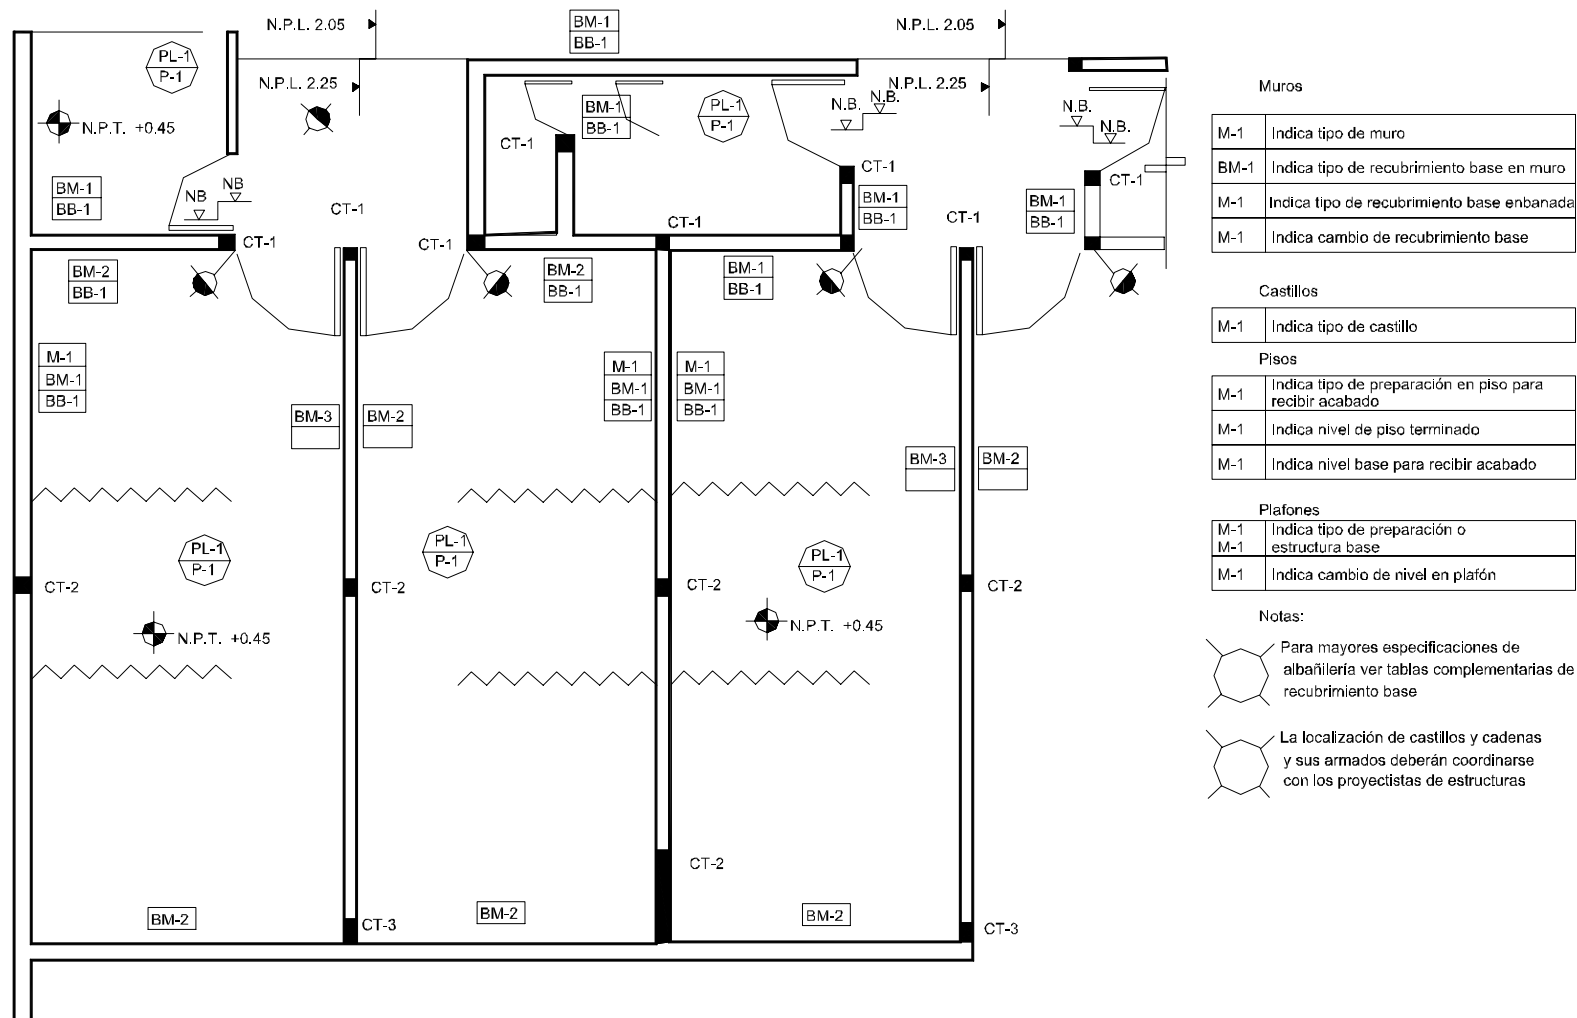 N.P.L. 2.05
BM-1
BB-1
N.P.L. 2.05
PL-1
P-1
N.P.L. 2.25
N.P.L. 2.25
N.P.T. +0.45
BM-1
BB-1
PL-1
P-1
N.B.
N.B.
N.B.
N.B.
CT-1
CT-1
CT-1
CT-1
BM-1
BB-1
NB
NB
CT-1
BM-1
BB-1
BM-1
BB-1
CT-1
CT-1
CT-1
CT-1
BM-2
BB-1
BM-2
BB-1
BM-1
BB-1
M-1
BM-1
BB-1
M-1
BM-1
BB-1
M-1
BM-1
BB-1
BM-3
BM-2
BM-3
BM-2
PL-1
P-1
PL-1
P-1
PL-1
P-1
CT-2
CT-2
CT-2
CT-2
N.P.T. +0.45
N.P.T. +0.45
CT-2
BM-2
CT-3
BM-2
BM-2
CT-3
Muros
M-1 Indica tipo de muro
BM-1 Indica tipo de recubrimiento base en muro
M-1 Indica tipo de recubrimiento base enbanada
M-1 Indica cambio de recubrimiento base
Castillos
M-1 Indica tipo de castillo
Pisos
M-1 Indica tipo de preparación en piso para
recibir acabado
M-1 Indica nivel de piso terminado
M-1 Indica nivel base para recibir acabado
Plafones
M-1 Indica tipo de preparación o
M-1 estructura base
M-1 Indica cambio de nivel en plafón
Notas:
Para mayores especificaciones de
albañilería ver tablas complementarias de
recubrimiento base
La localización de castillos y cadenas
y sus armados deberán coordinarse
con los proyectistas de estructuras